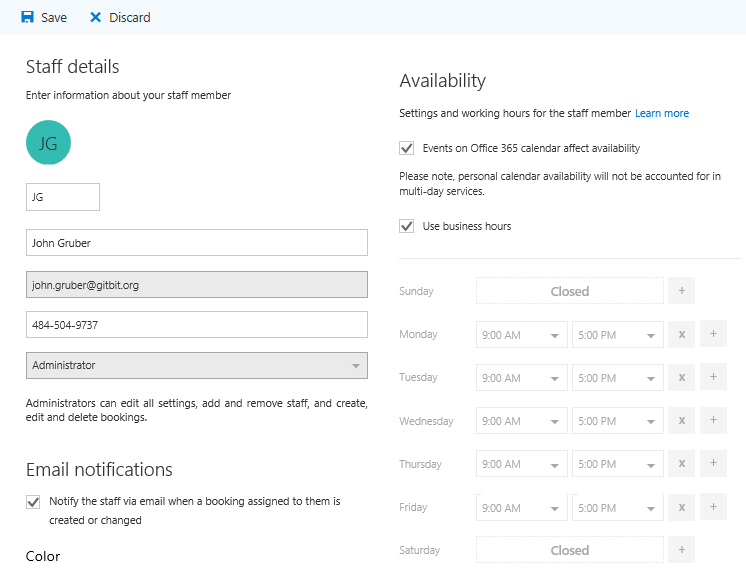 Save Discard
Staff details
Enter information about your staff member
JG
JG
John Gruber
john.gruber@gitbit.org
484-504-9737
Administrator
Administrators can edit all settings, add and remove staff, and create,
edit and delete bookings.
Email notifications
Notify the staff via email when a booking assigned to them is
created or changed
Color
Availability
Settings and working hours for the staff member Learn more
Events on Office 365 calendar affect availability
Please note, personal calendar availability will not be accounted for in
multi-day services.
Use business hours
Sunday Closed +
Monday 9:00 AM 5:00 PM x +
Tuesday 9:00 AM 5:00 PM x +
Wednesday 9:00 AM 5:00 PM x +
Thursday 9:00 AM 5:00 PM x +
Friday 9:00 AM 5:00 PM x +
Saturday Closed +